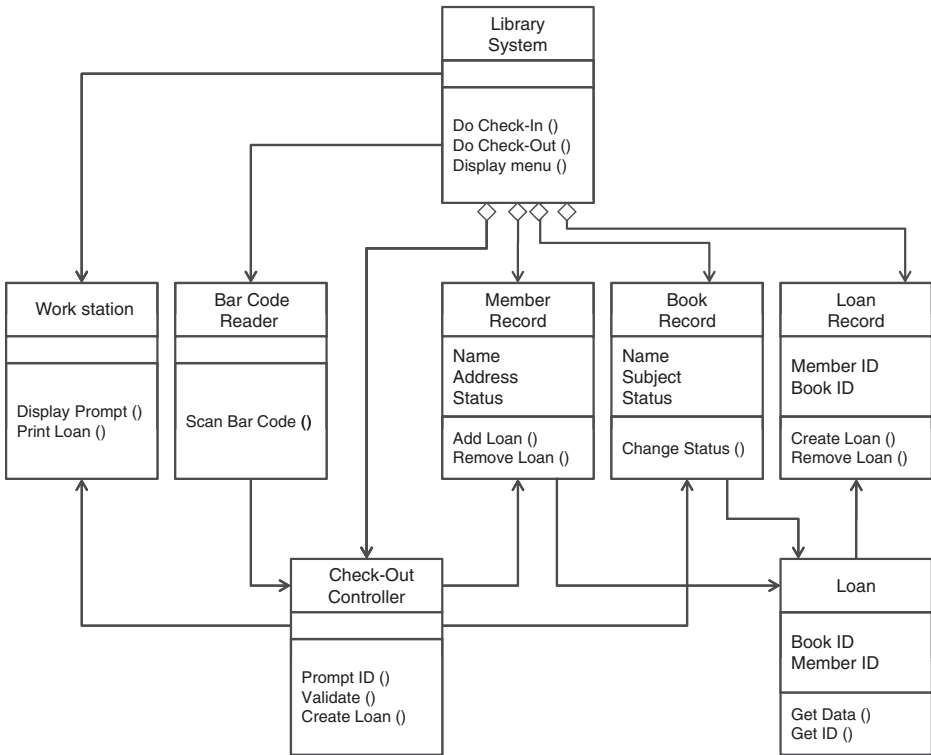 Library
System
Do Check-In ()
Do Check-Out ()
Display menu ()
Work station
Display Prompt ()
Print Loan ()
Bar Code
Reader
Scan Bar Code ()
Member
Record
Name
Address
Status
Add Loan ()
Remove Loan ()
Book
Record
Name
Subject
Status
Change Status ()
Loan
Record
Member ID
Book ID
Create Loan ()
Remove Loan ()
Check-Out
Controller
Prompt ID ()
Validate ()
Create Loan ()
Loan
Book ID
Member ID
Get Data ()
Get ID ()